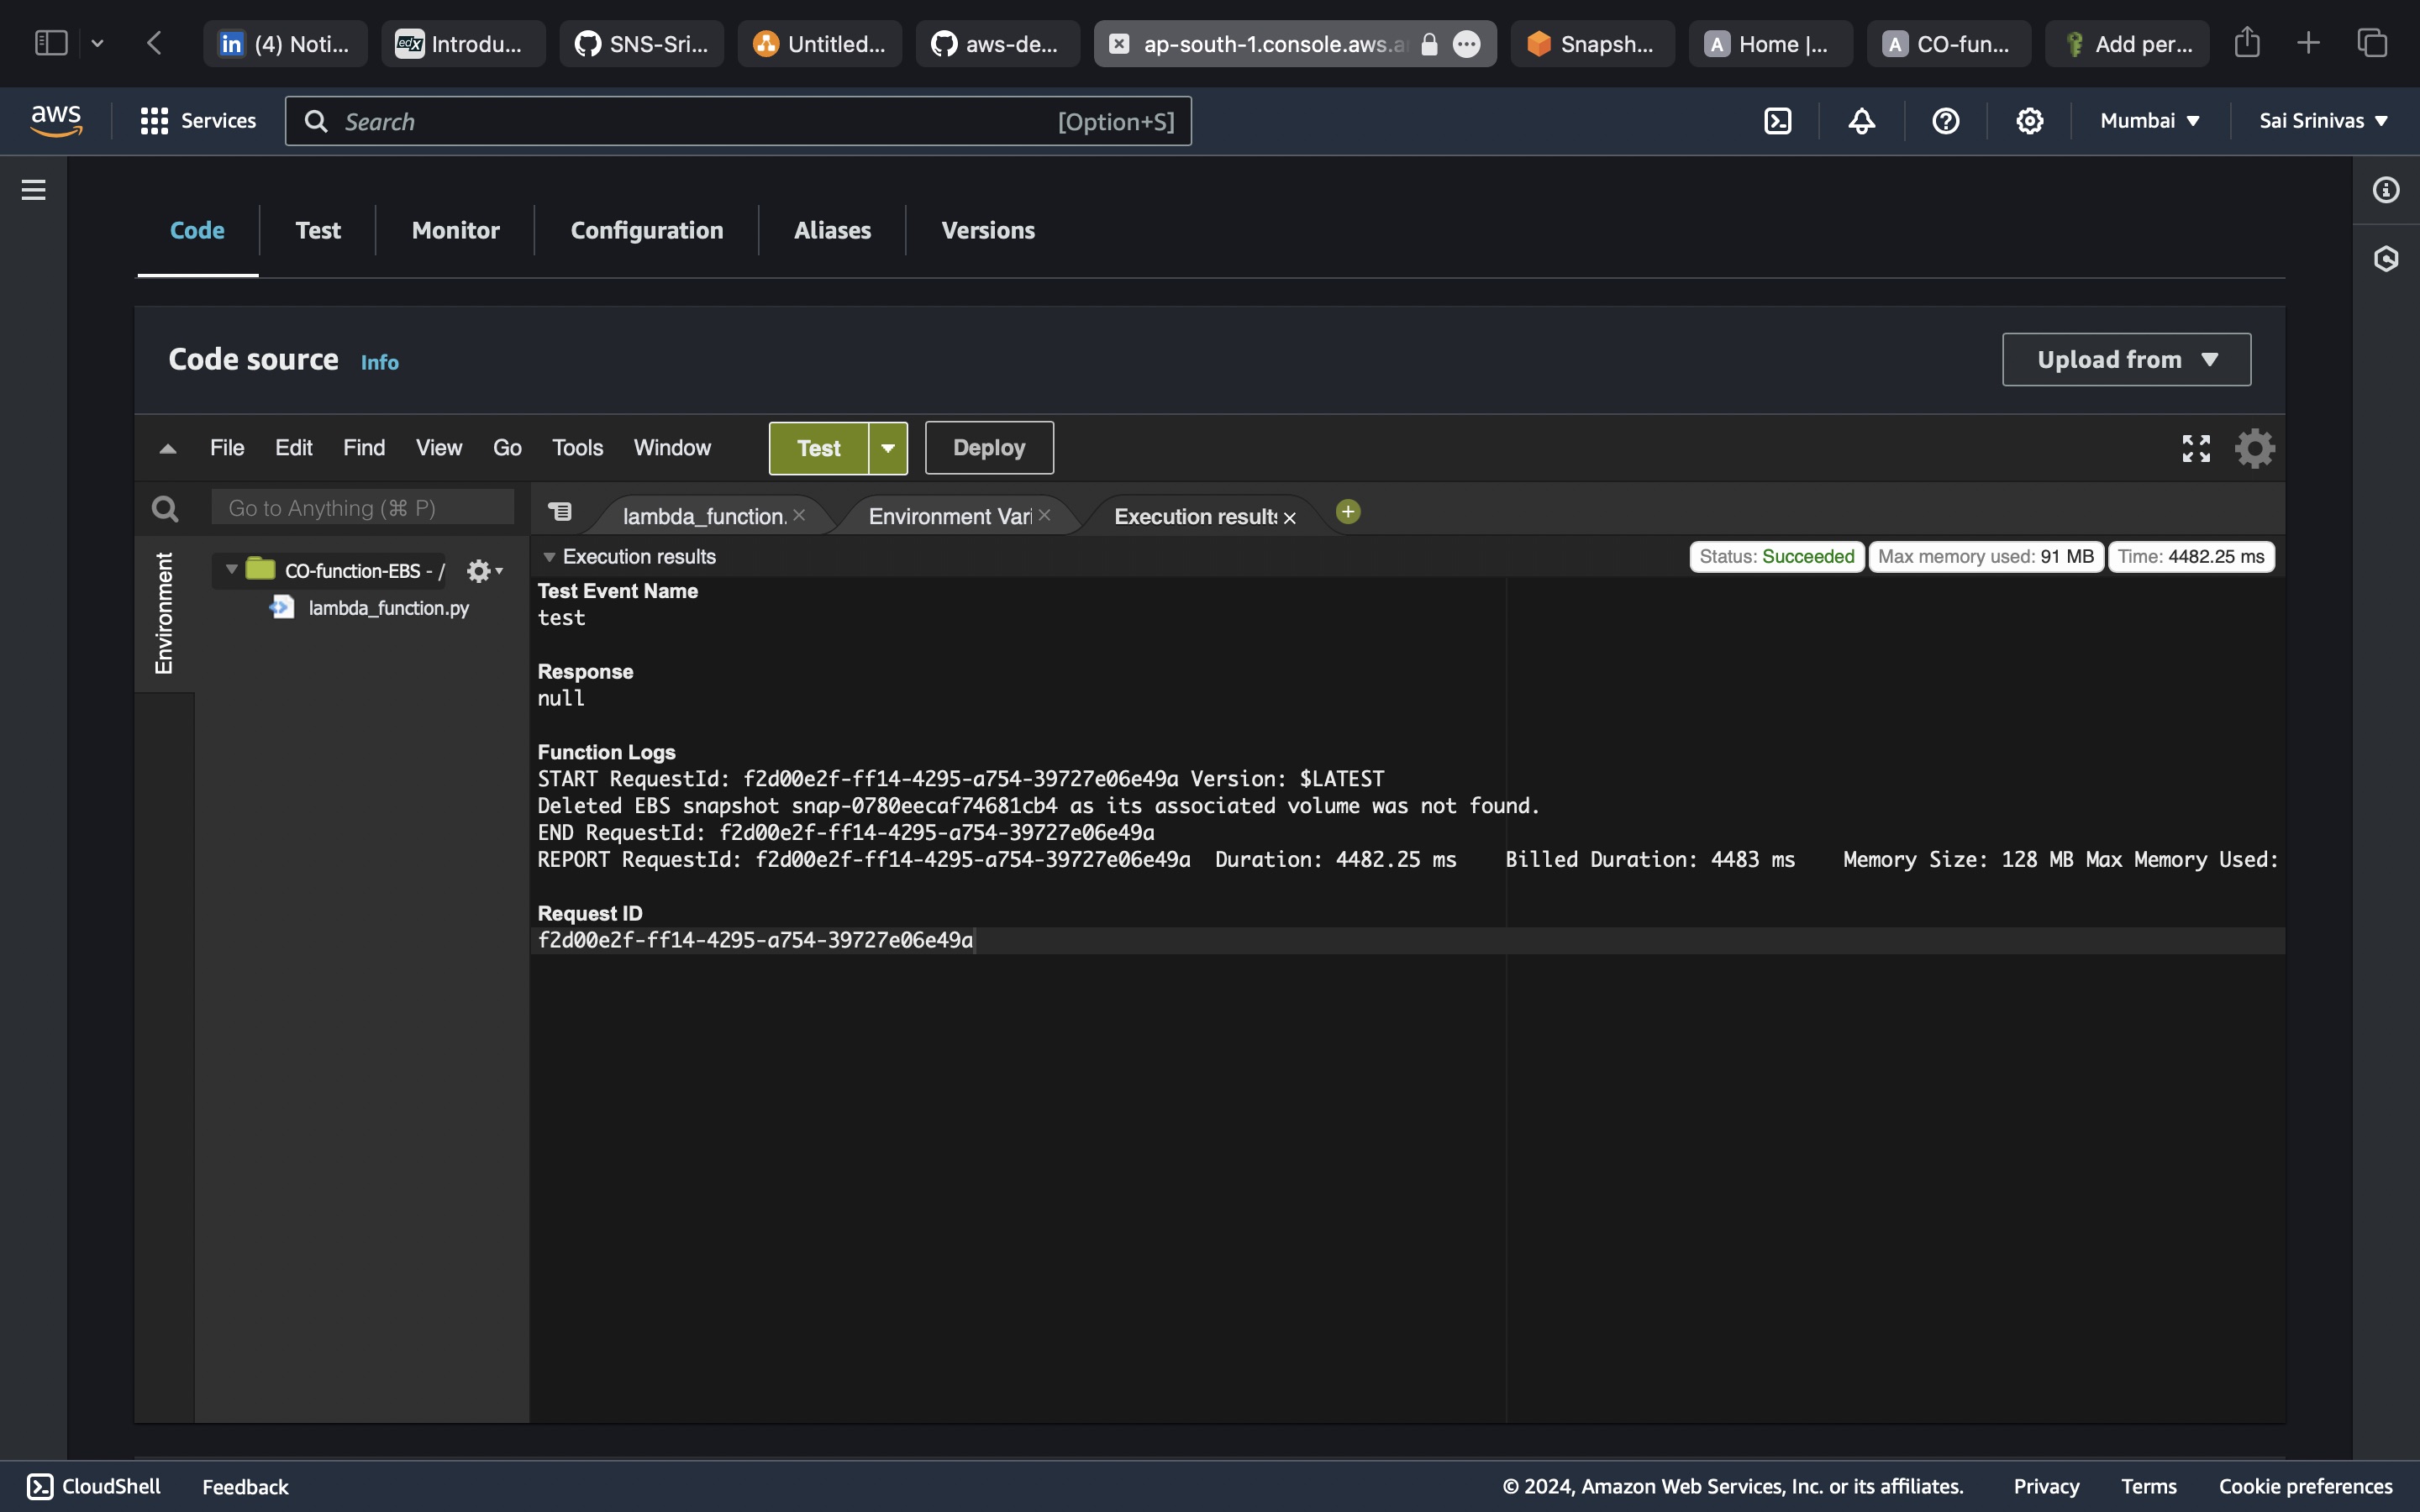 in (4) Noti...
edX Introdu...
SNS-Sri...
Untitled...
aws-de...
ap-south-1.console.aws.a
Snapsh...
A Home |...
A CO-fun...
Add per...
aws
Services
Search
[Option+S]
Mumbai
Sai Srinivas
Code
Test
Monitor
Configuration
Aliases
Versions
Code source Info
Upload from
File Edit Find View Go Tools Window
Test
Deploy
Go to Anything (⌘ P)
lambda_function.
Environment Vari
Execution results
Environment
CO-function-EBS - /
lambda_function.py
Execution results
Status: Succeeded
Max memory used: 91 MB
Time: 4482.25 ms
Test Event Name
test
Response
null
Function Logs
START RequestId: f2d00e2f-ff14-4295-a754-39727e06e49a Version: $LATEST
Deleted EBS snapshot snap-0780eecaf74681cb4 as its associated volume was not found.
END RequestId: f2d00e2f-ff14-4295-a754-39727e06e49a
REPORT RequestId: f2d00e2f-ff14-4295-a754-39727e06e49a Duration: 4482.25 ms Billed Duration: 4483 ms Memory Size: 128 MB Max Memory Used:
Request ID
f2d00e2f-ff14-4295-a754-39727e06e49a
CloudShell
Feedback
© 2024, Amazon Web Services, Inc. or its affiliates.
Privacy
Terms
Cookie preferences